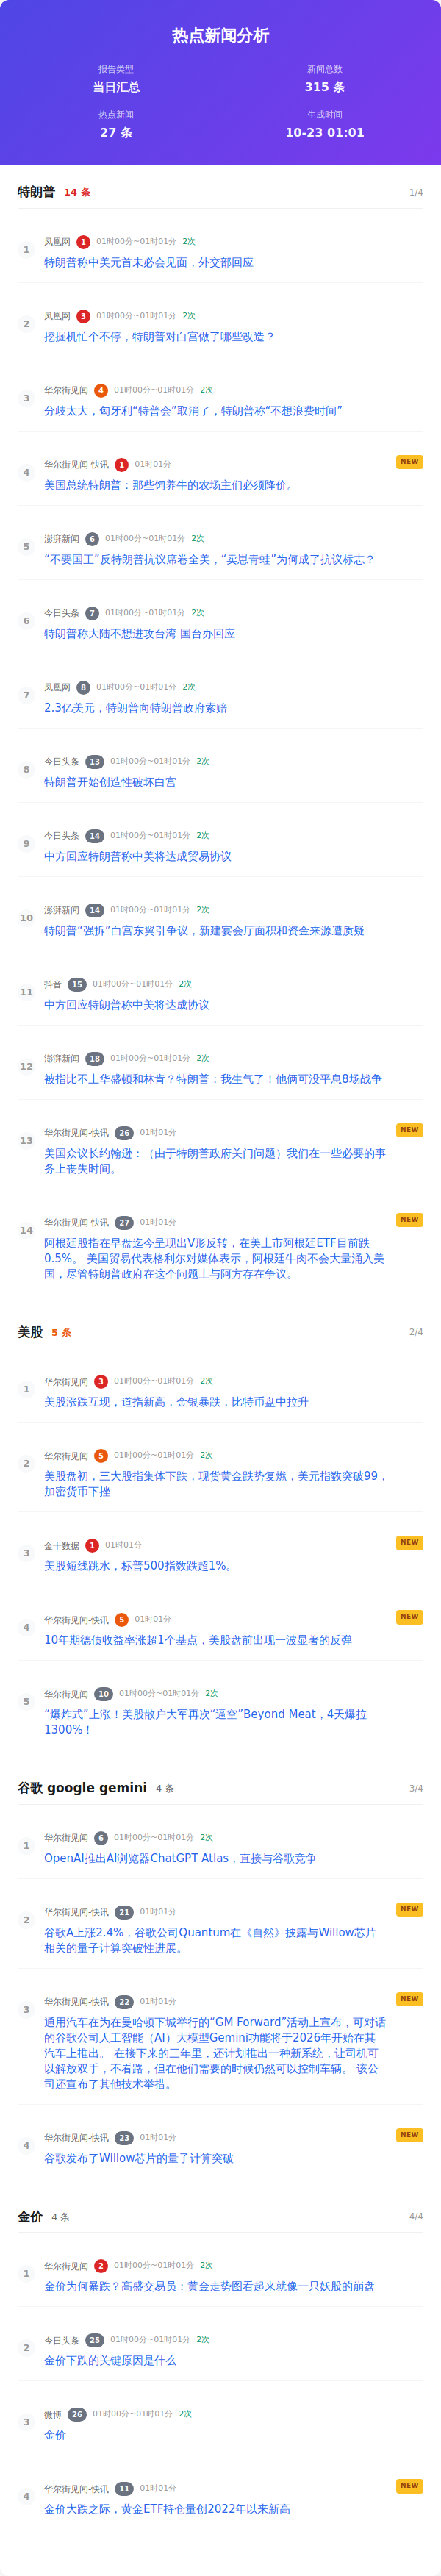 热点新闻分析
报告类型
新闻总数
当日汇总
315 条
热点新闻
生成时间
27 条
10-23 01:01
特朗普 14 条 1/4
1
凤凰网 1 01时00分~01时01分 2次
特朗普称中美元首未必会见面，外交部回应
2
凤凰网 3 01时00分~01时01分 2次
挖掘机忙个不停，特朗普对白宫做了哪些改造？
3
华尔街见闻 4 01时00分~01时01分 2次
分歧太大，匈牙利“特普会”取消了，特朗普称“不想浪费时间”
4
华尔街见闻-快讯 1 01时01分 NEW
美国总统特朗普：那些饲养牛的农场主们必须降价。
5
澎湃新闻 6 01时00分~01时01分 2次
“不要国王”反特朗普抗议席卷全美，“卖崽青蛙”为何成了抗议标志？
6
今日头条 7 01时00分~01时01分 2次
特朗普称大陆不想进攻台湾 国台办回应
7
凤凰网 8 01时00分~01时01分 2次
2.3亿美元，特朗普向特朗普政府索赔
8
今日头条 13 01时00分~01时01分 2次
特朗普开始创造性破坏白宫
9
今日头条 14 01时00分~01时01分 2次
中方回应特朗普称中美将达成贸易协议
10
澎湃新闻 14 01时00分~01时01分 2次
特朗普“强拆”白宫东翼引争议，新建宴会厅面积和资金来源遭质疑
11
抖音 15 01时00分~01时01分 2次
中方回应特朗普称中美将达成协议
12
澎湃新闻 18 01时00分~01时01分 2次
被指比不上华盛顿和林肯？特朗普：我生气了！他俩可没平息8场战争
13
华尔街见闻-快讯 26 01时01分 NEW
美国众议长约翰逊：（由于特朗普政府关门问题）我们在一些必要的事
务上丧失时间。
14
华尔街见闻-快讯 27 01时01分 NEW
阿根廷股指在早盘迄今呈现出V形反转，在美上市阿根廷ETF目前跌
0.5%。 美国贸易代表格利尔对媒体表示，阿根廷牛肉不会大量涌入美
国，尽管特朗普政府在这个问题上与阿方存在争议。
美股 5 条 2/4
1
华尔街见闻 3 01时00分~01时01分 2次
美股涨跌互现，道指新高，金银暴跌，比特币盘中拉升
2
华尔街见闻 5 01时00分~01时01分 2次
美股盘初，三大股指集体下跌，现货黄金跌势复燃，美元指数突破99，
加密货币下挫
3
金十数据 1 01时01分 NEW
美股短线跳水，标普500指数跌超1%。
4
华尔街见闻-快讯 5 01时01分 NEW
10年期德债收益率涨超1个基点，美股盘前出现一波显著的反弹
5
华尔街见闻 10 01时00分~01时01分 2次
“爆炸式”上涨！美股散户大军再次“逼空”Beyond Meat，4天爆拉
1300%！
谷歌 google gemini 4 条 3/4
1
华尔街见闻 6 01时00分~01时01分 2次
OpenAI推出AI浏览器ChatGPT Atlas，直接与谷歌竞争
2
华尔街见闻-快讯 21 01时01分 NEW
谷歌A上涨2.4%，谷歌公司Quantum在《自然》披露与Willow芯片
相关的量子计算突破性进展。
3
华尔街见闻-快讯 22 01时01分 NEW
通用汽车在为在曼哈顿下城举行的“GM Forward”活动上宣布，可对话
的谷歌公司人工智能（AI）大模型Gemini功能将于2026年开始在其
汽车上推出。 在接下来的三年里，还计划推出一种新系统，让司机可
以解放双手，不看路，但在他们需要的时候仍然可以控制车辆。 该公
司还宣布了其他技术举措。
4
华尔街见闻-快讯 23 01时01分 NEW
谷歌发布了Willow芯片的量子计算突破
金价 4 条 4/4
1
华尔街见闻 2 01时00分~01时01分 2次
金价为何暴跌？高盛交易员：黄金走势图看起来就像一只妖股的崩盘
2
今日头条 25 01时00分~01时01分 2次
金价下跌的关键原因是什么
3
微博 26 01时00分~01时01分 2次
金价
4
华尔街见闻-快讯 11 01时01分 NEW
金价大跌之际，黄金ETF持仓量创2022年以来新高